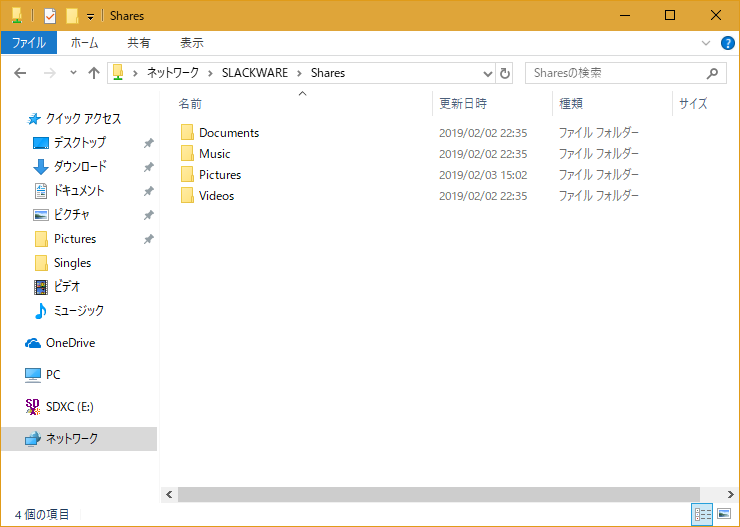 Shares
ファイル ホーム 共有 表示
ネットワーク SLACKWARE Shares Sharesの検索
名前 更新日時 種類 サイズ
クイック アクセス
デスクトップ
ダウンロード
ドキュメント
ピクチャ
Pictures
Singles
ビデオ
ミュージック
OneDrive
PC
SD
SDXC (E:)
ネットワーク
Documents 2019/02/02 22:35 ファイル フォルダー
Music 2019/02/02 22:35 ファイル フォルダー
Pictures 2019/02/03 15:02 ファイル フォルダー
Videos 2019/02/02 22:35 ファイル フォルダー
4 個の項目